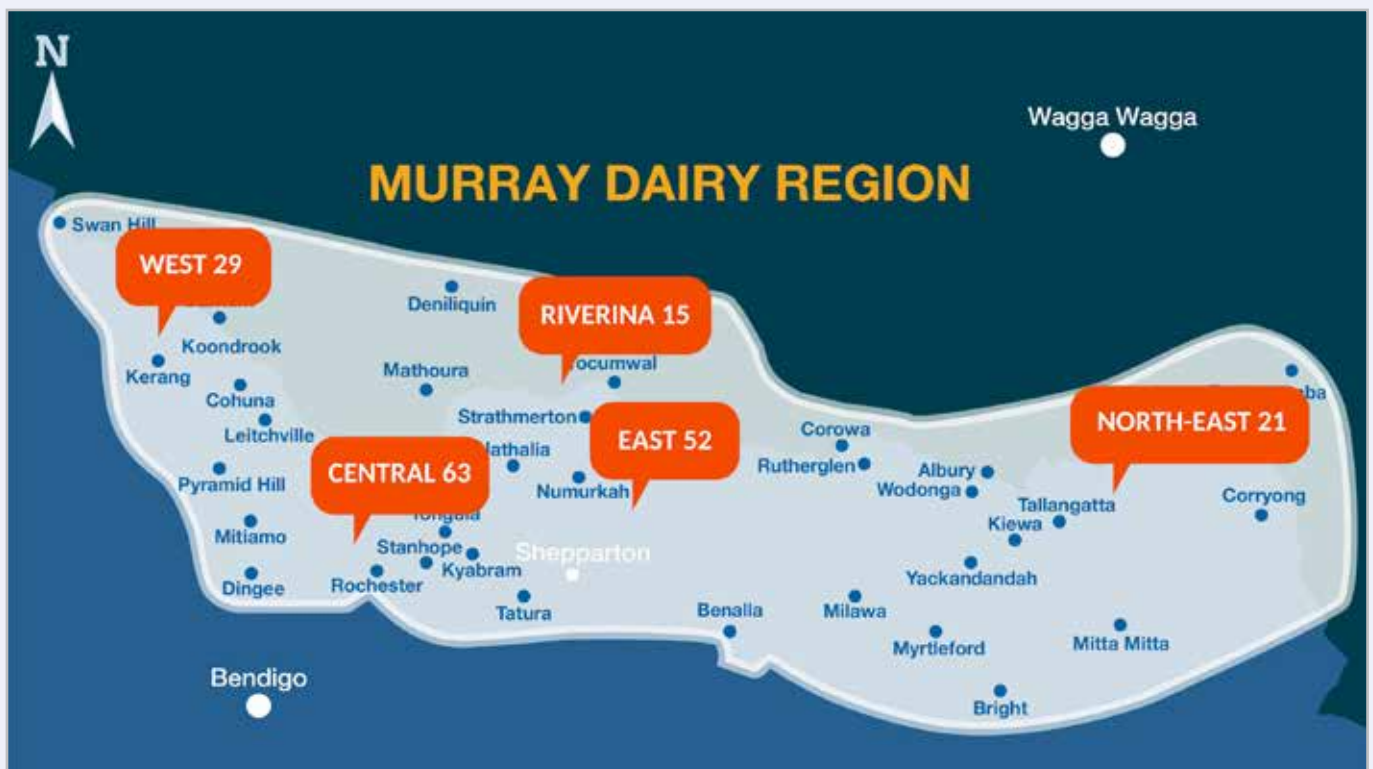 N
Wagga Wagga
MURRAY DAIRY REGION
Swan Hill
WEST 29
Deniliquin
RIVERINA 15
Koondrook
Kerang
Mathoura
Cohuna
Strathmerton
Leitchville
EAST 52
NORTH-EAST 21
Corowa
Rutherglen
Albury
Wodonga
CENTRAL 63
Pyramid Hill
Numurkah
Corryong
Tallangatta
Kiewa
Mitiamo
Stanhope
Shepparton
Kyabram
Yackandandah
Dingee
Rochester
Tatura
Benalla
Milawa
Myrtleford
Mitta Mitta
Bendigo
Bright